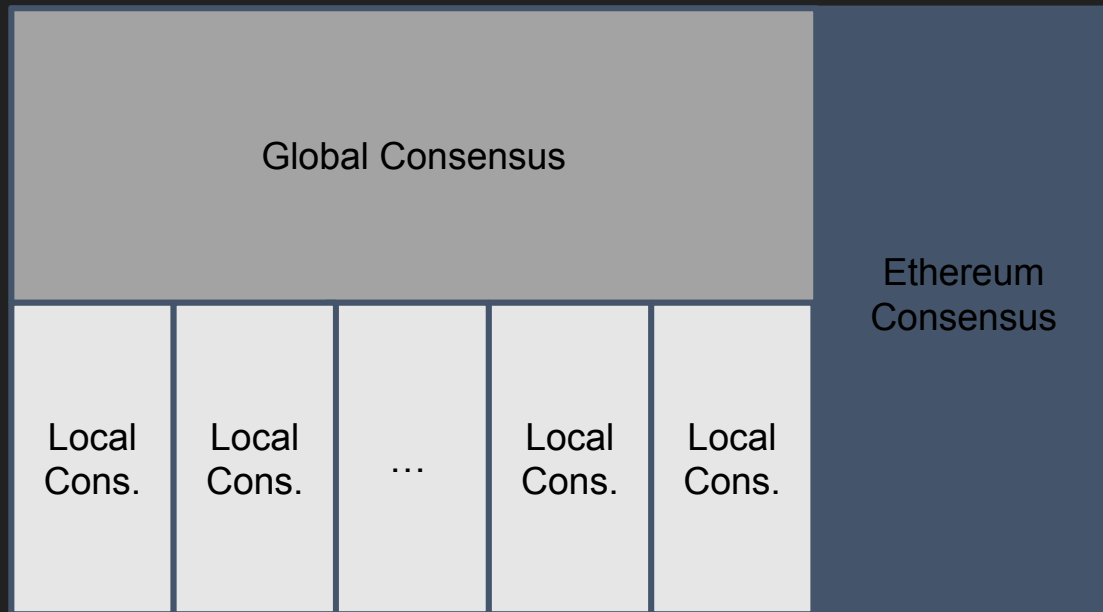 Global Consensus
Ethereum
Consensus
Local
Cons.
Local
Cons.
…
Local
Cons.
Local
Cons.